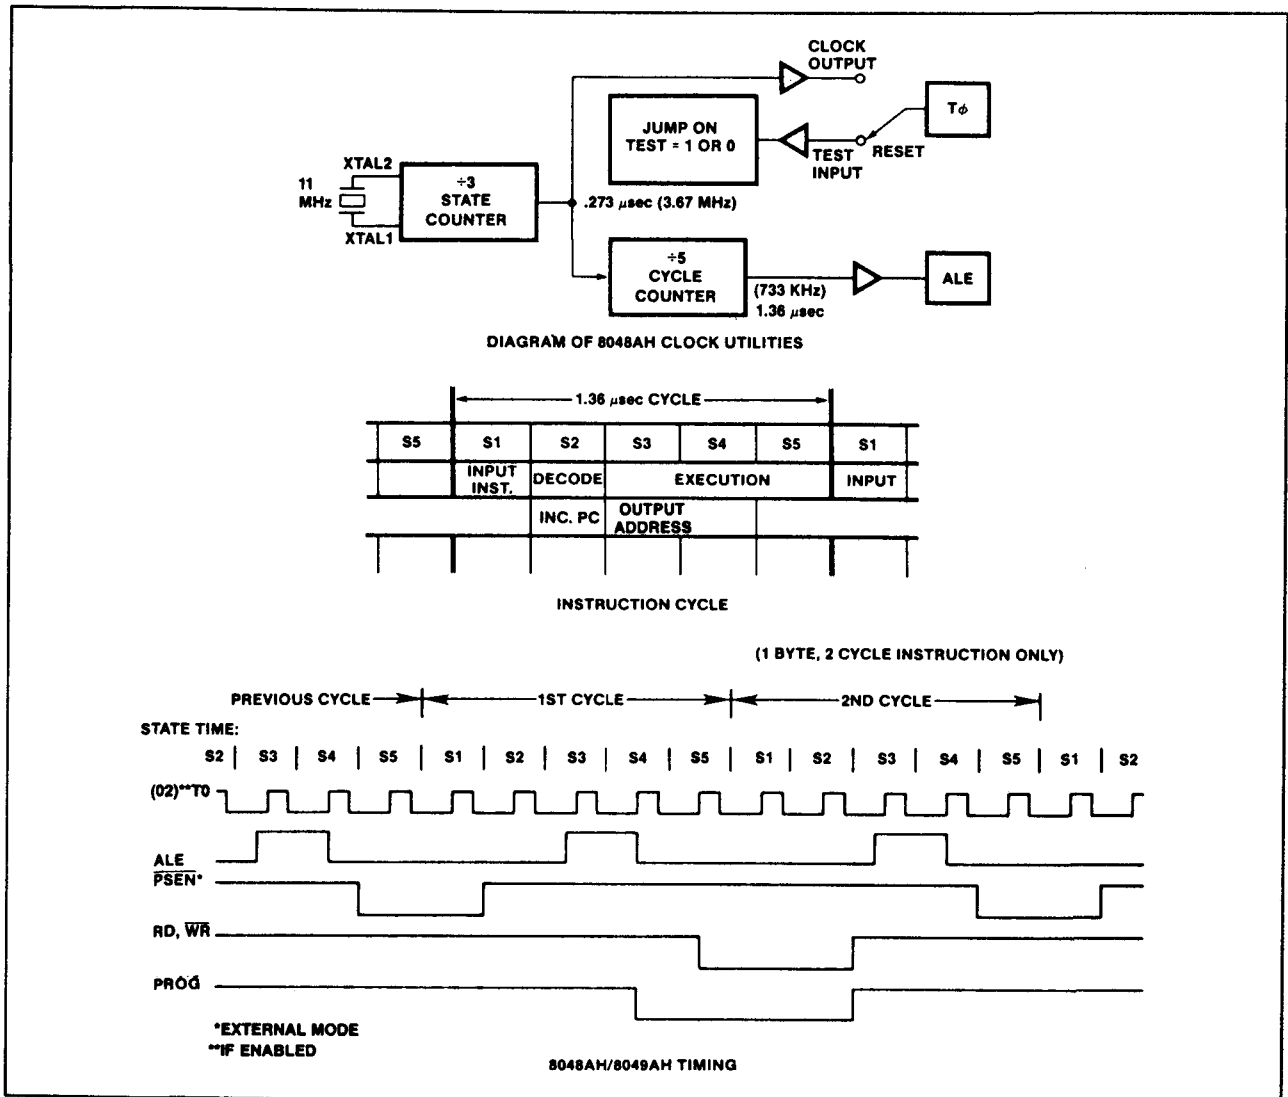 CLOCK
OUTPUT
JUMP ON
TEST = 1 OR 0
TEST
INPUT
RESET
Tϕ
XTAL2
11
MHz
XTAL1
÷3
STATE
COUNTER
.273 μsec (3.67 MHz)
÷5
CYCLE
COUNTER
(733 KHz)
1.36 μsec
ALE
DIAGRAM OF 8048AH CLOCK UTILITIES
1.36 μsec CYCLE
S5 S1 S2 S3 S4 S5 S1
INPUT
INST.
DECODE
EXECUTION
INPUT
INC. PC
OUTPUT
ADDRESS
INSTRUCTION CYCLE
(1 BYTE, 2 CYCLE INSTRUCTION ONLY)
PREVIOUS CYCLE 1ST CYCLE 2ND CYCLE
STATE TIME:
S2 | S3 | S4 | S5 | S1 | S2 | S3 | S4 | S5 | S1 | S2 | S3 | S4 | S5 | S1 | S2
(02)**T0
ALE
P̅S̅E̅N̅*
RD, W̅R̅
PROG
*EXTERNAL MODE
**IF ENABLED
8048AH/8049AH TIMING